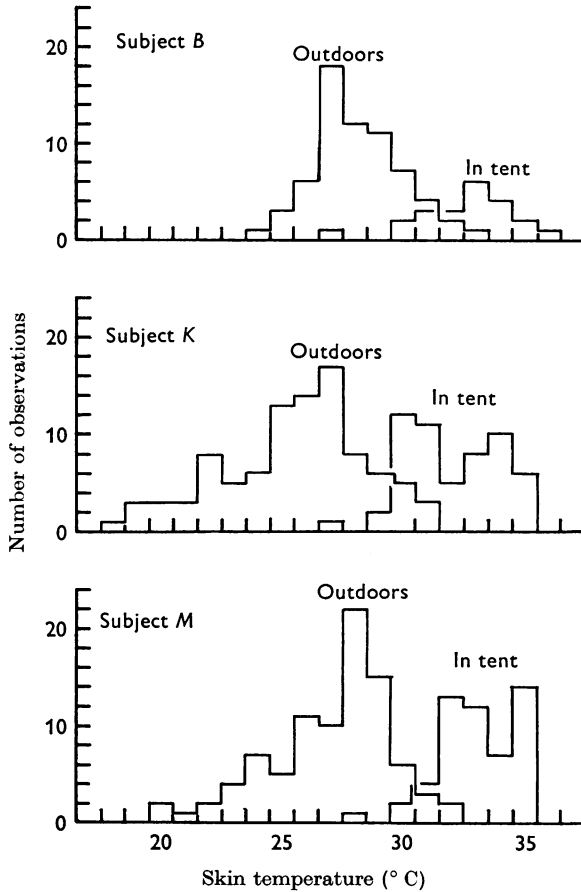 Subject B
Outdoors
In tent
20
10
0
Subject K
Outdoors
In tent
20
10
0
Subject M
Outdoors
In tent
20
10
0
Number of observations
20 25 30 35
Skin temperature (° C)